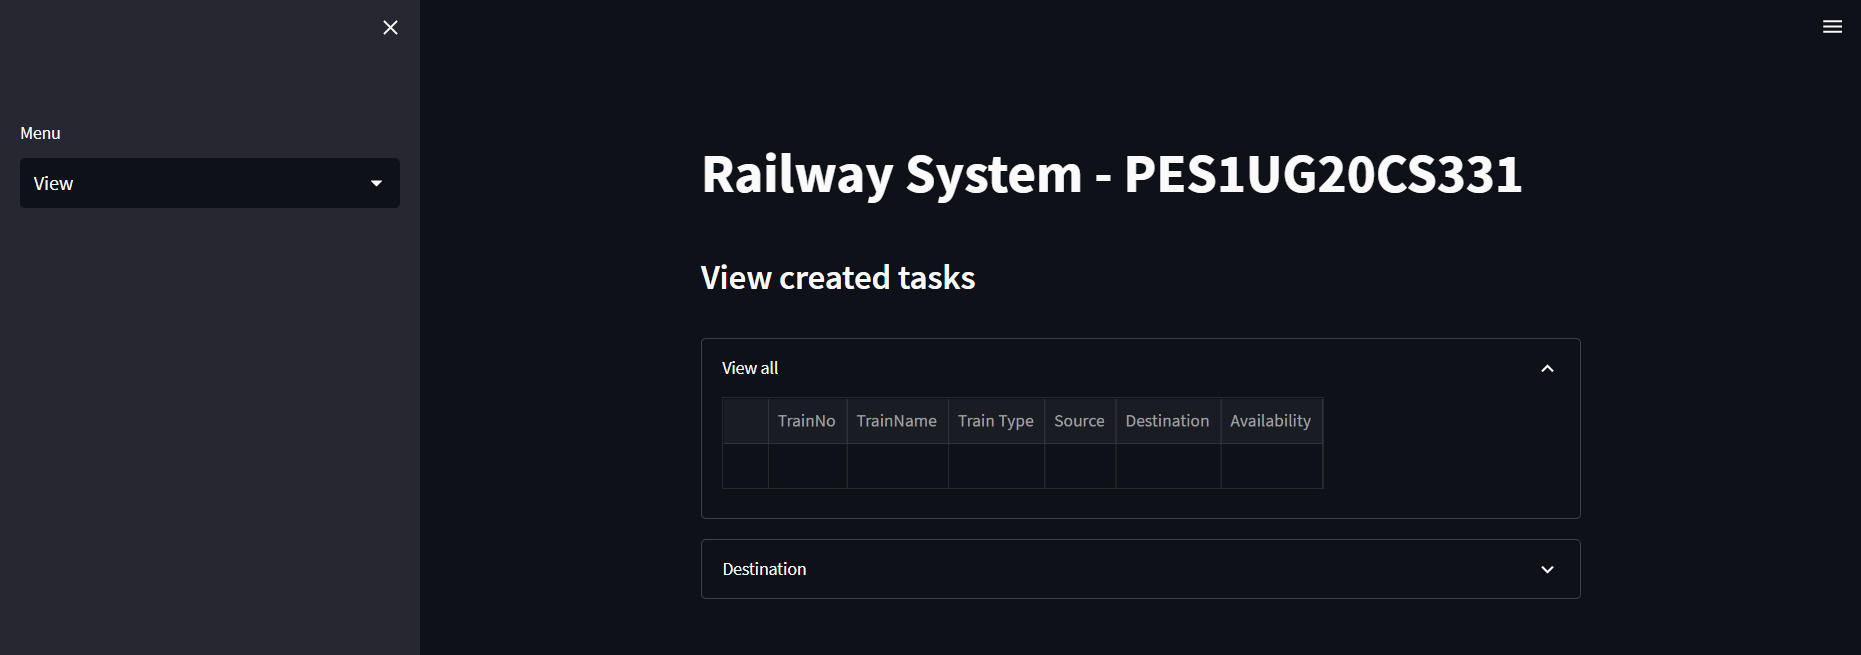 Menu
View
Railway System - PES1UG20CS331
View created tasks
View all
TrainNo TrainName Train Type Source Destination Availability
Destination